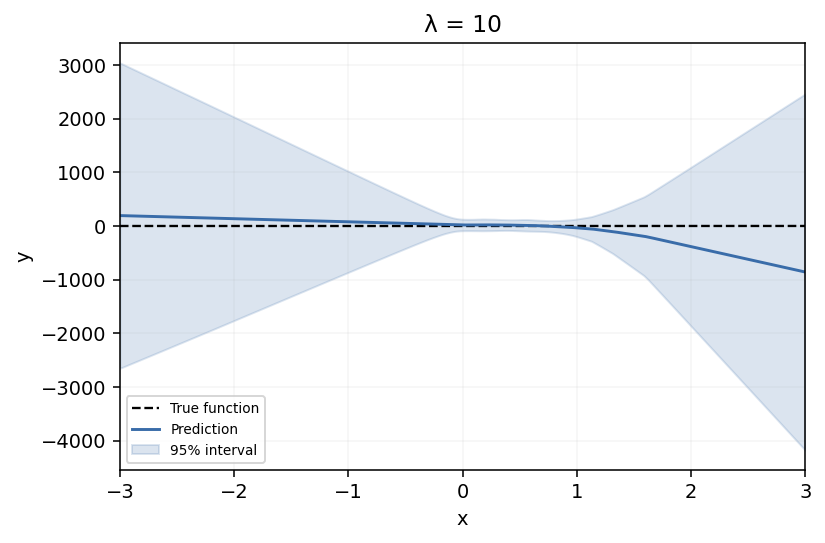 λ = 10
3000
2000
1000
0
−1000
−2000
−3000
−4000
y
True function
Prediction
95% interval
−3 −2 −1 0 1 2 3
x